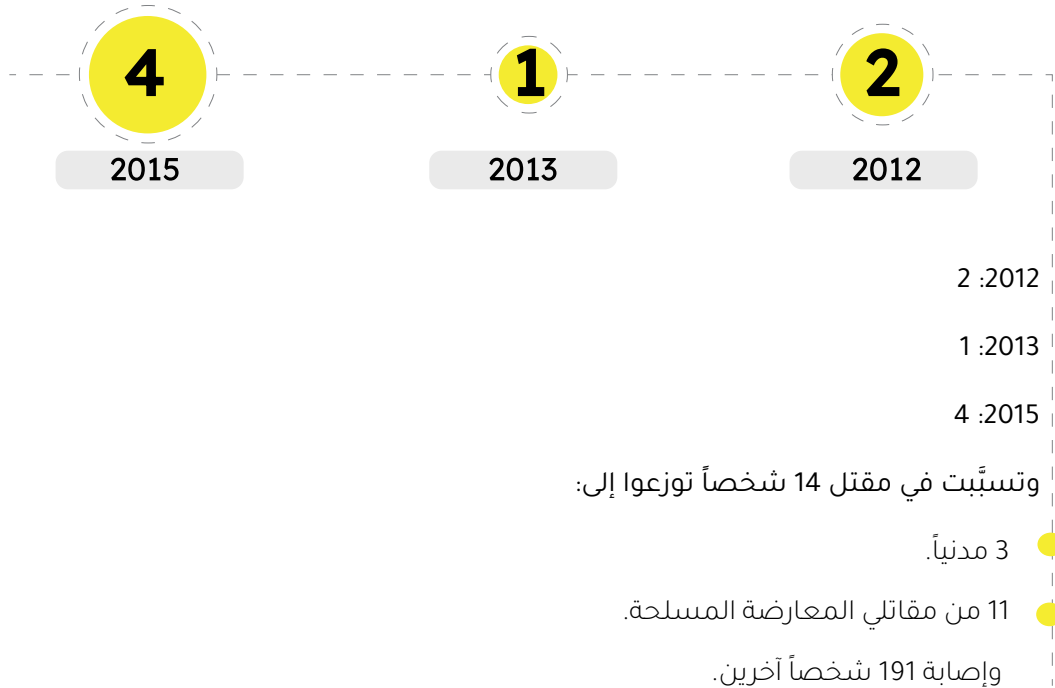 2
1
4
2012
2013
2015
2012: 2
2013: 1
2015: 4
وتسبَّبت في مقتل 14 شخصاً توزعوا إلى:
3 مدنياً.
11 من مقاتلي المعارضة المسلحة.
وإصابة 191 شخصاً آخرين.